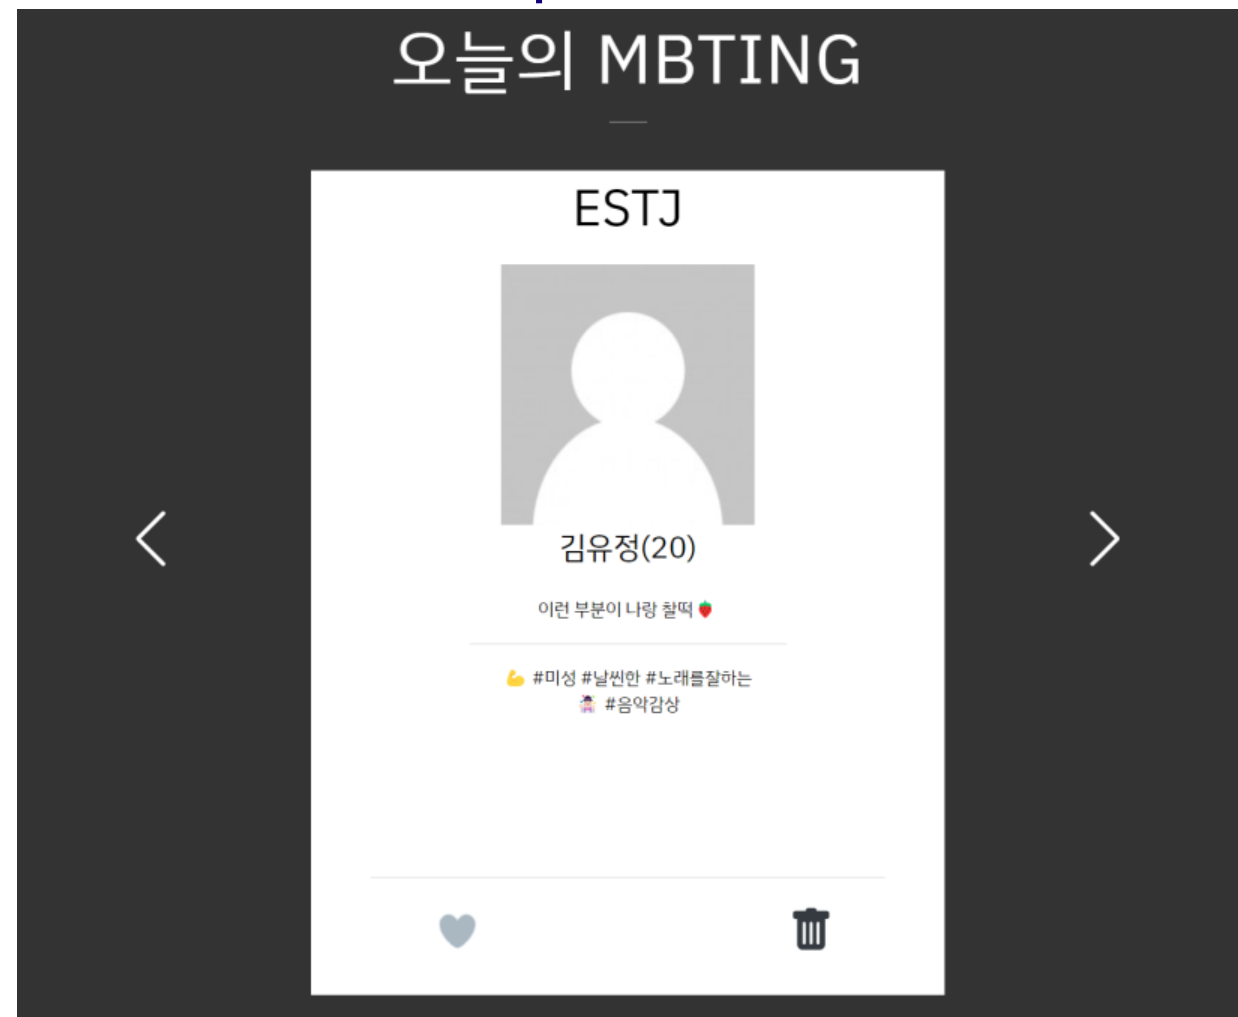 오늘의 MBTING
ESTJ
김유정(20)
이런 부분이 나랑 찰떡 🍓
💪 #미성 #날씬한 #노래를잘하는
#음악감상